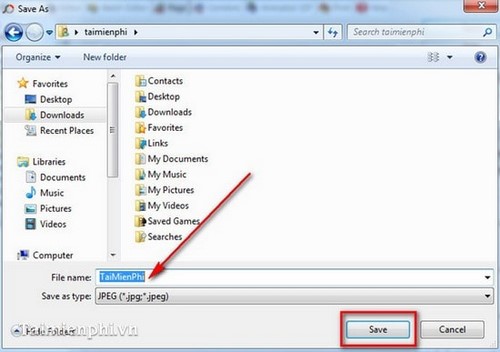 Save As
taimienphi
Search taimienphi
Organize
New folder
Favorites
Desktop
Downloads
Recent Places
Libraries
Documents
Music
Pictures
Videos
Computer
Contacts
Desktop
Downloads
Favorites
Links
My Documents
My Music
My Pictures
My Videos
Saved Games
Searches
File name: TaiMienPhi
Save as type: JPEG (*.jpg;*.jpeg)
Hide Folders
Taimienphi.vn
Save
Cancel